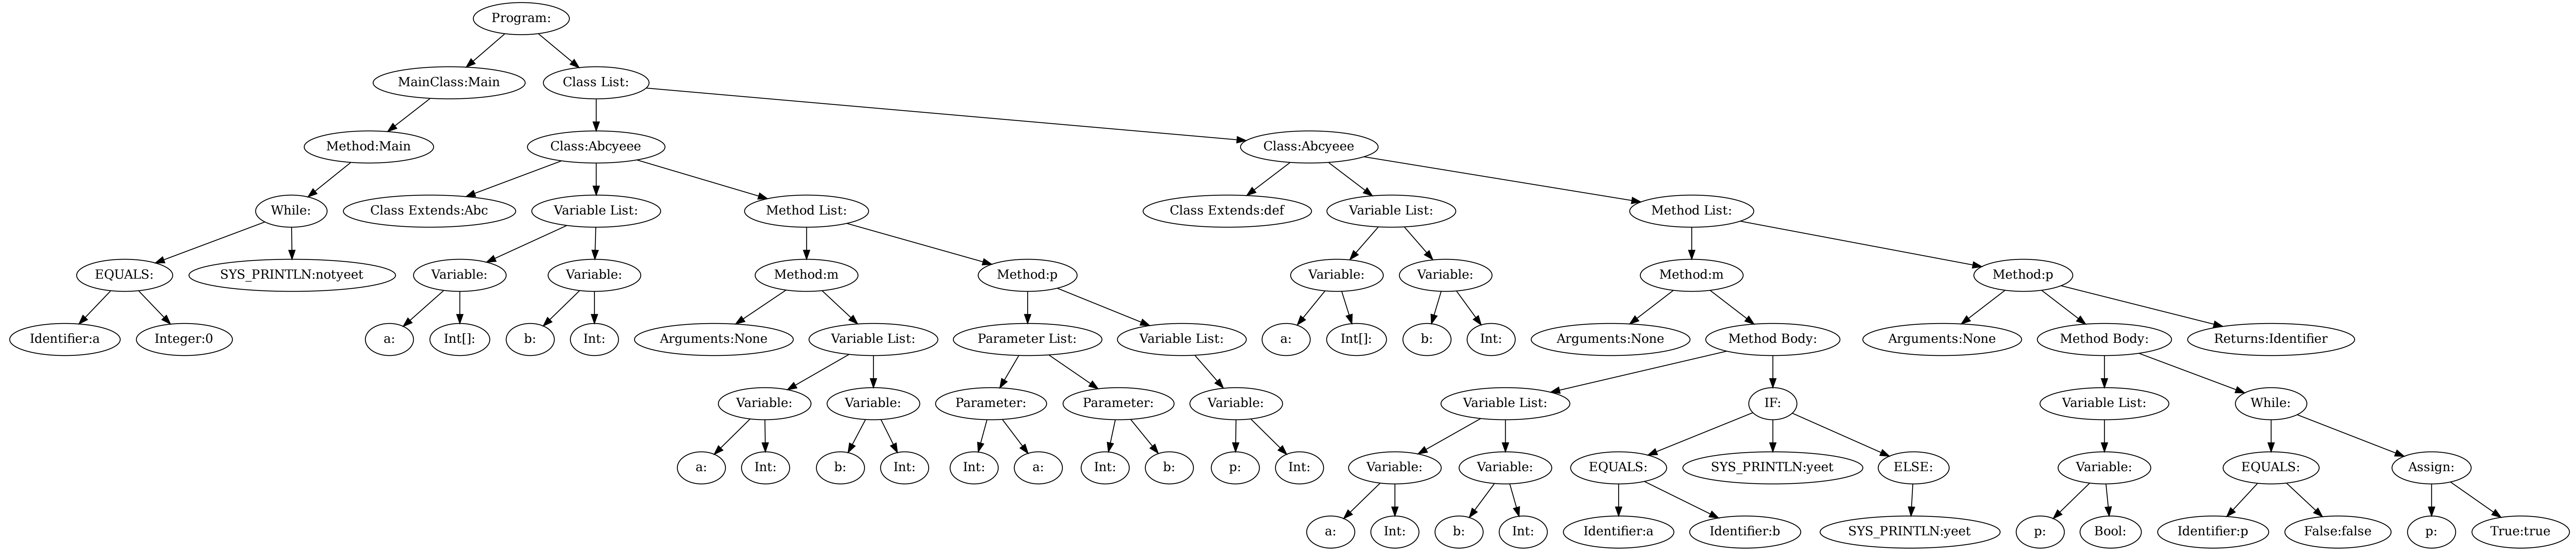 Program:
MainClass:Main
Class List:
Method:Main
Class:Abcyeee
Class:Abcyeee
While:
Class Extends:Abc
Variable List:
Method List:
Class Extends:def
Variable List:
Method List:
EQUALS:
SYS_PRINTLN:notyeet
Variable:
Variable:
Method:m
Method:p
Variable:
Variable:
Method:m
Method:p
Identifier:a
Integer:0
a:
Int[]:
b:
Int:
Arguments:None
Variable List:
Parameter List:
Variable List:
a:
Int[]:
b:
Int:
Arguments:None
Method Body:
Arguments:None
Method Body:
Returns:Identifier
Variable:
Variable:
Parameter:
Parameter:
Variable:
Variable List:
IF:
Variable List:
While:
a:
Int:
b:
Int:
Int:
a:
Int:
b:
p:
Int:
Variable:
Variable:
EQUALS:
SYS_PRINTLN:yeet
ELSE:
Variable:
EQUALS:
Assign:
a:
Int:
b:
Int:
Identifier:a
Identifier:b
SYS_PRINTLN:yeet
p:
Bool:
Identifier:p
False:false
p:
True:true